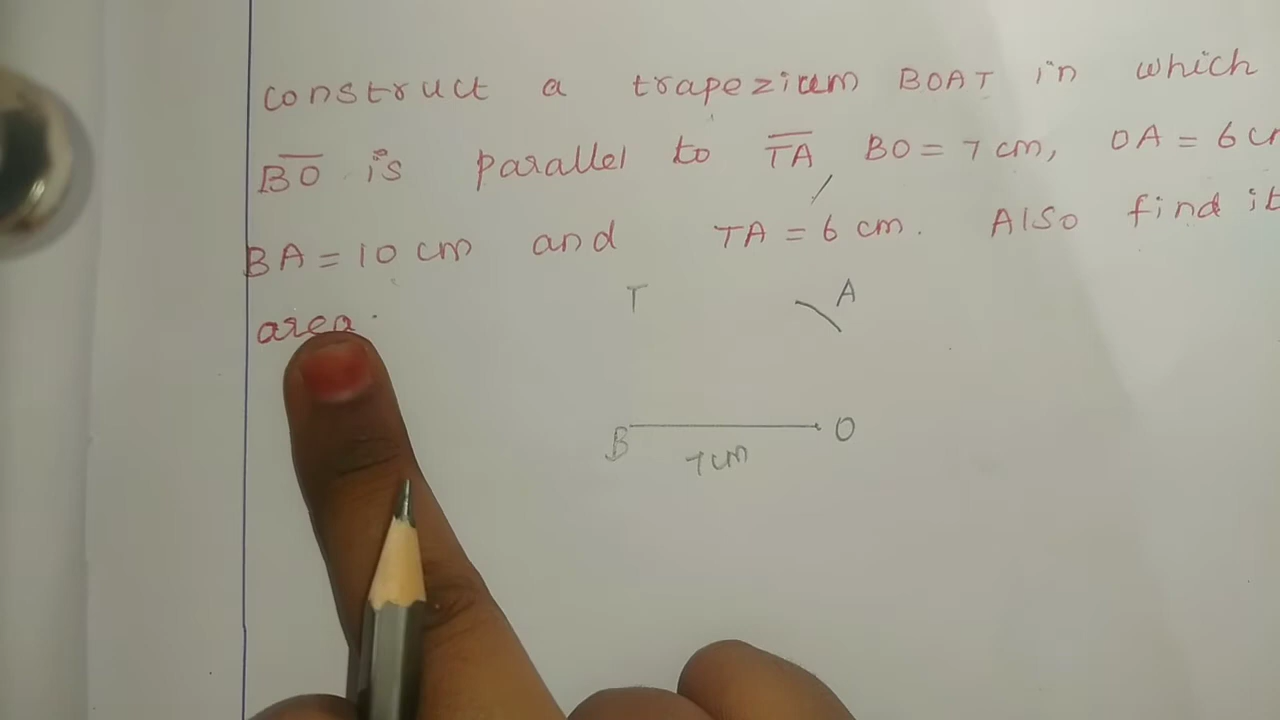 construct a trapezium BOAT in which
BO is parallel to TA BO = 7 cm, OA = 6 cm
BA = 10 cm and TA = 6 cm. Also find it
area.
T A
B O
7cm